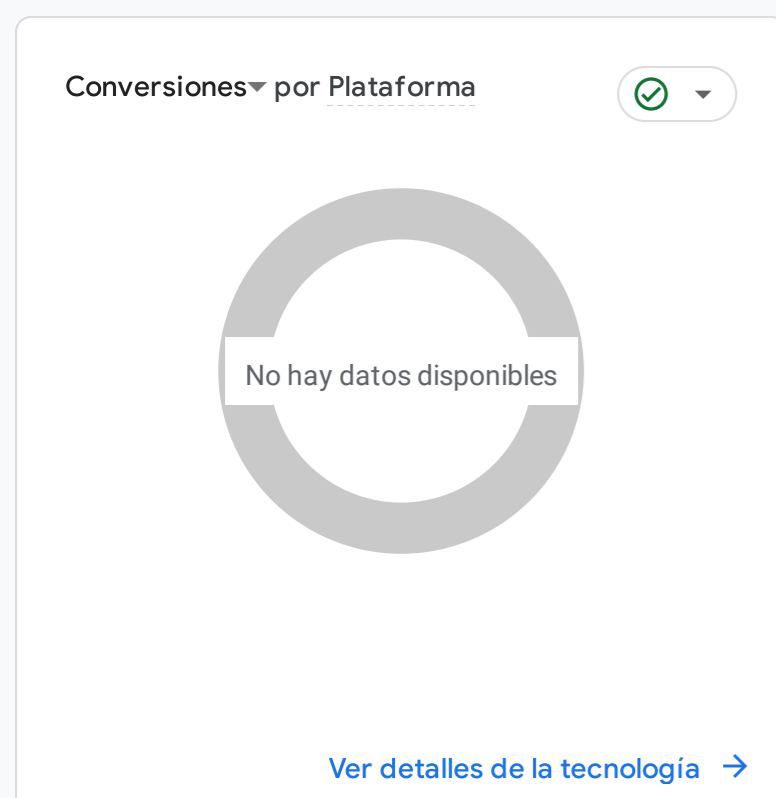 Conversiones por Plataforma
No hay datos disponibles
Ver detalles de la tecnología